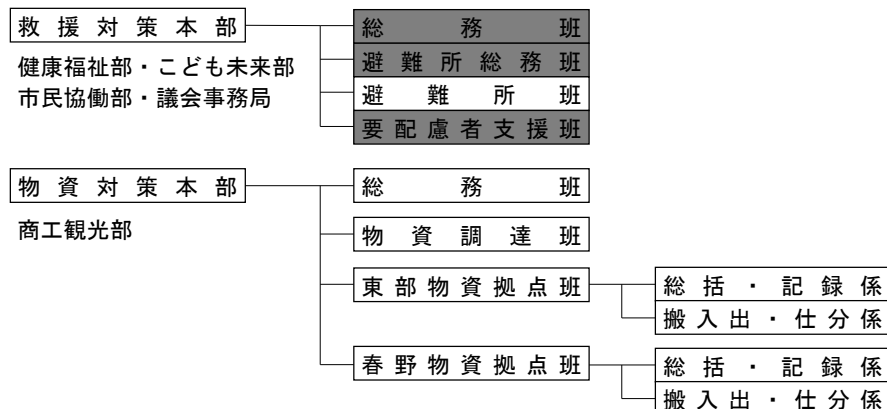 救援対策本部
総務班
健康福祉部・こども未来部
避難所総務班
市民協働部・議会事務局
避難所班
要配慮者支援班
物資対策本部
総務班
商工観光部
物資調達班
東部物資拠点班
総括・記録係
搬入出・仕分係
春野物資拠点班
総括・記録係
搬入出・仕分係